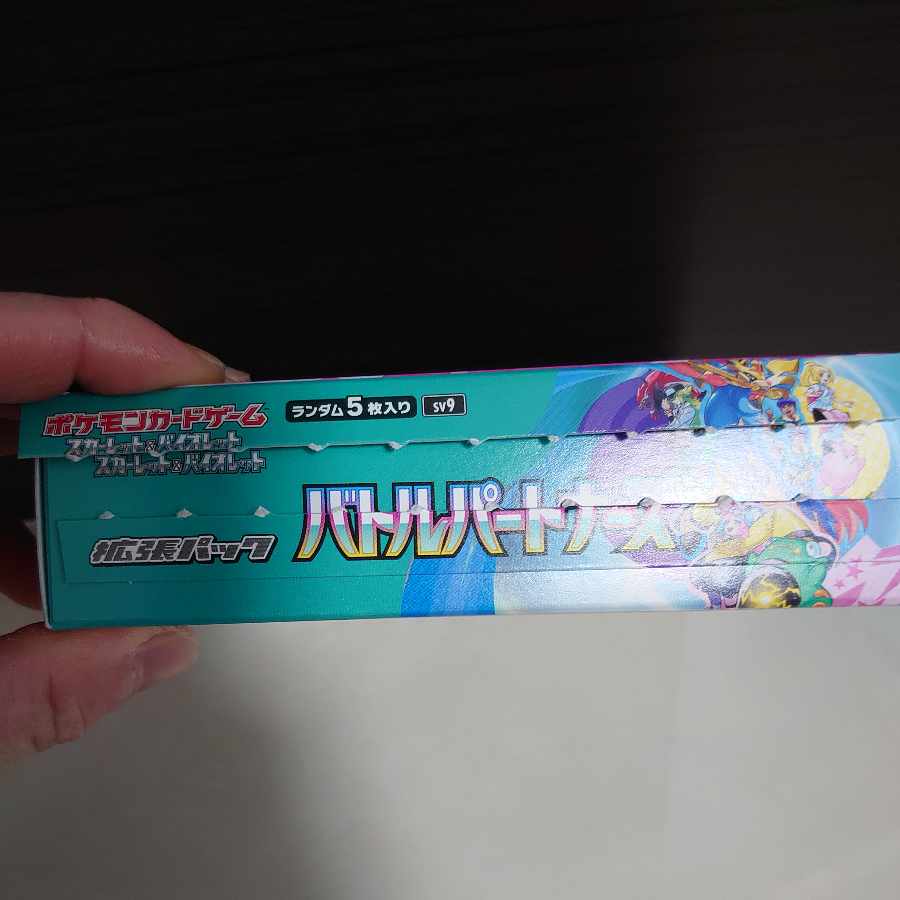 ポケモンカードゲーム
ランダム5枚入り
SV9
スカーレット&バイオレット
スカーレット&バイオレット
拡張パック
バトルパートナーズ